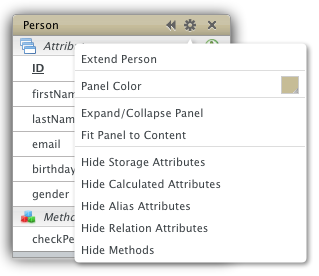 Person
Attrib
ID
firstNam
lastNam
email
birthday
gender
Metho
checkPe
Extend Person
Panel Color
Expand/Collapse Panel
Fit Panel to Content
Hide Storage Attributes
Hide Calculated Attributes
Hide Alias Attributes
Hide Relation Attributes
Hide Methods